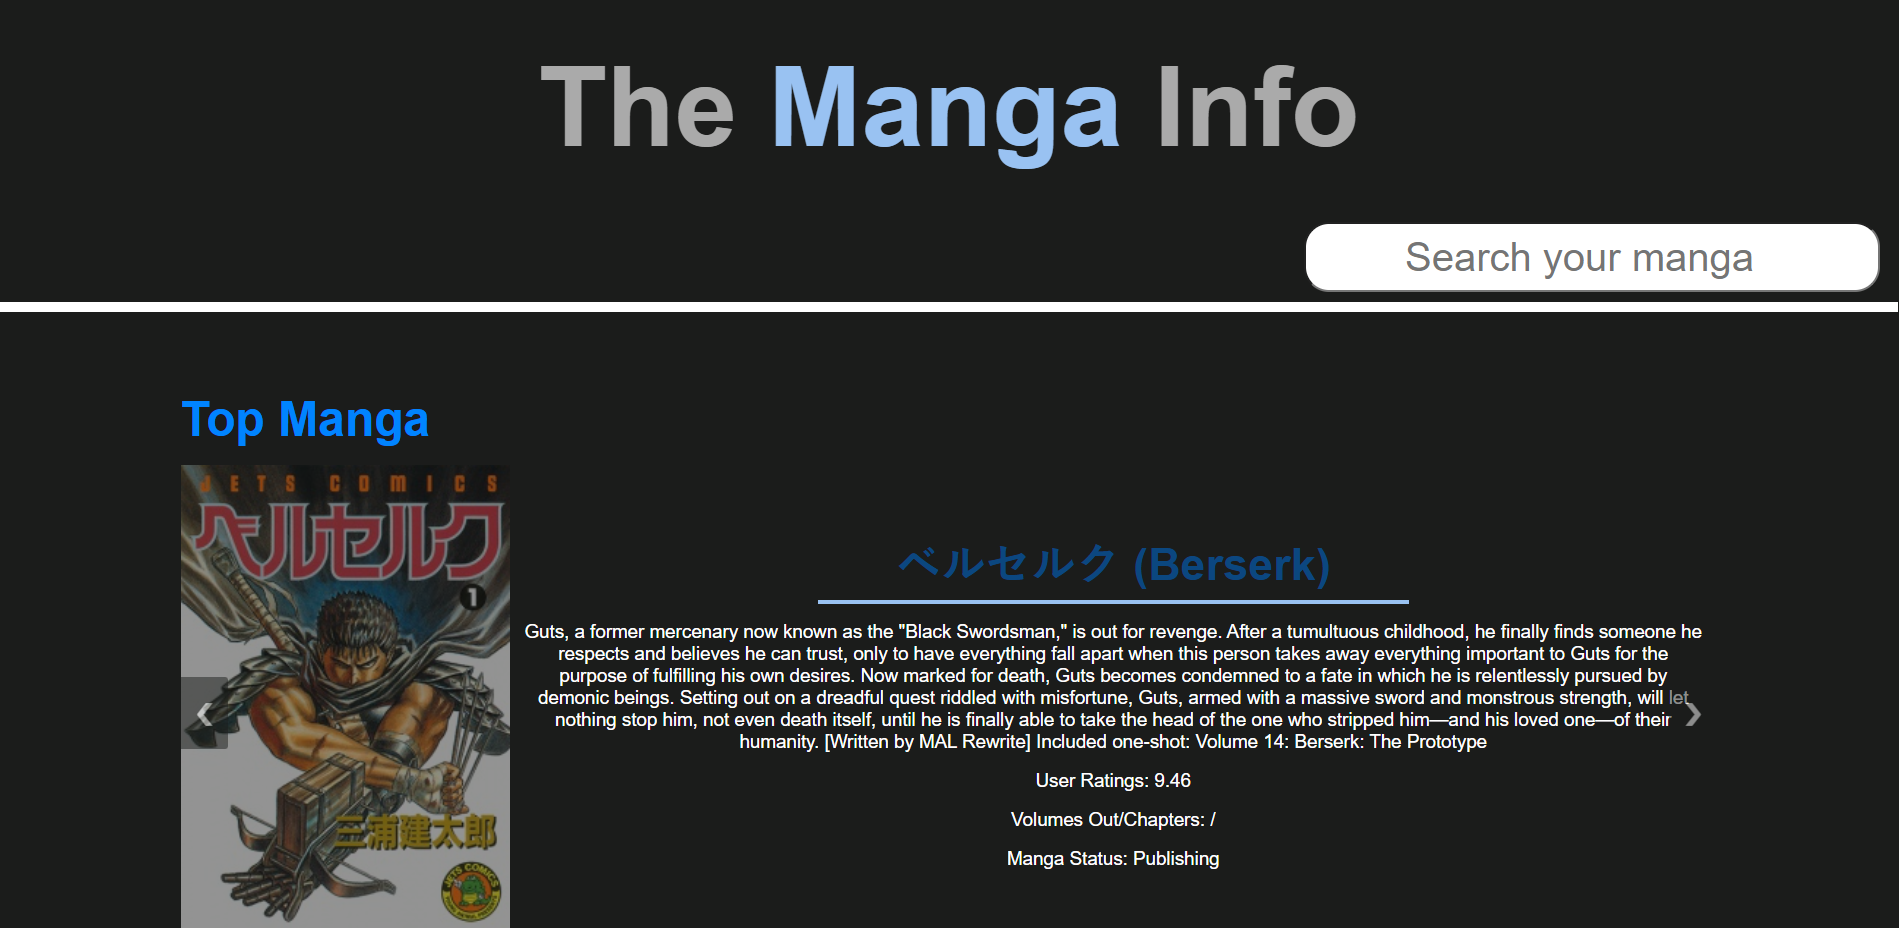 The Manga Info
Search your manga
Top Manga
JETS COMICS
ベルセルク
1
三浦建太郎
JETS COMICS
ベルセルク (Berserk)
Guts, a former mercenary now known as the "Black Swordsman," is out for revenge. After a tumultuous childhood, he finally finds someone he
respects and believes he can trust, only to have everything fall apart when this person takes away everything important to Guts for the
purpose of fulfilling his own desires. Now marked for death, Guts becomes condemned to a fate in which he is relentlessly pursued by
demonic beings. Setting out on a dreadful quest riddled with misfortune, Guts, armed with a massive sword and monstrous strength, will let
nothing stop him, not even death itself, until he is finally able to take the head of the one who stripped him—and his loved one—of their
humanity. [Written by MAL Rewrite] Included one-shot: Volume 14: Berserk: The Prototype
User Ratings: 9.46
Volumes Out/Chapters: /
Manga Status: Publishing